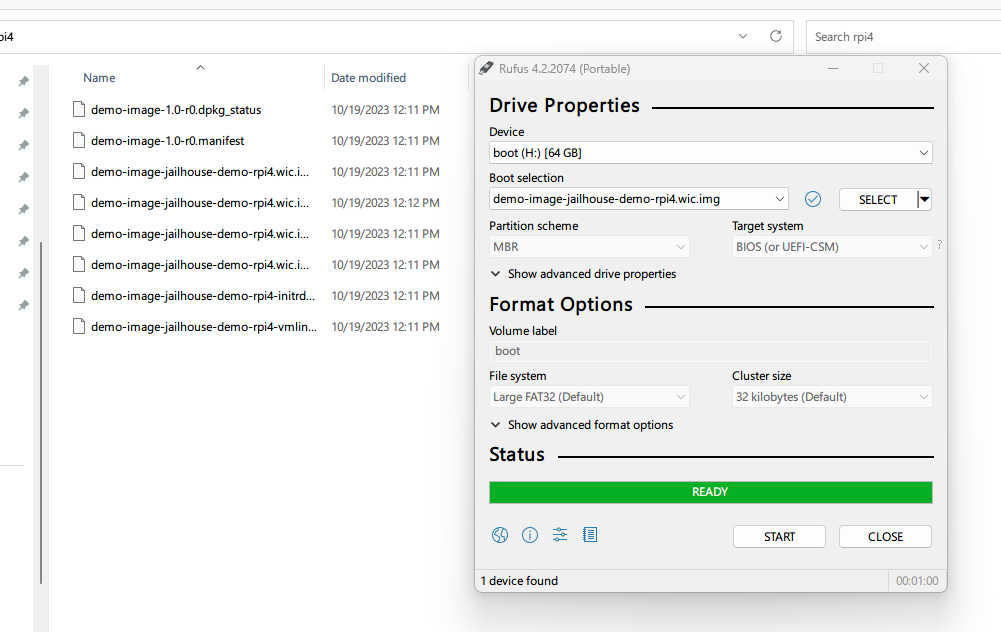 pi4
Search rpi4
Name
Date modified
demo-image-1.0-r0.dpkg_status
10/19/2023 12:11 PM
demo-image-1.0-r0.manifest
10/19/2023 12:11 PM
demo-image-jailhouse-demo-rpi4.wic.i...
10/19/2023 12:11 PM
demo-image-jailhouse-demo-rpi4.wic.i...
10/19/2023 12:12 PM
demo-image-jailhouse-demo-rpi4.wic.i...
10/19/2023 12:11 PM
demo-image-jailhouse-demo-rpi4.wic.i...
10/19/2023 12:11 PM
demo-image-jailhouse-demo-rpi4-initrd...
10/19/2023 12:11 PM
demo-image-jailhouse-demo-rpi4-vmlin...
10/19/2023 12:11 PM
Rufus 4.2.2074 (Portable)
Drive Properties
Device
boot (H:) [64 GB]
Boot selection
demo-image-jailhouse-demo-rpi4.wic.img
SELECT
Partition scheme
Target system
MBR
BIOS (or UEFI-CSM)
?
Show advanced drive properties
Format Options
Volume label
boot
File system
Cluster size
Large FAT32 (Default)
32 kilobytes (Default)
Show advanced format options
Status
READY
START
CLOSE
1 device found
00:01:00